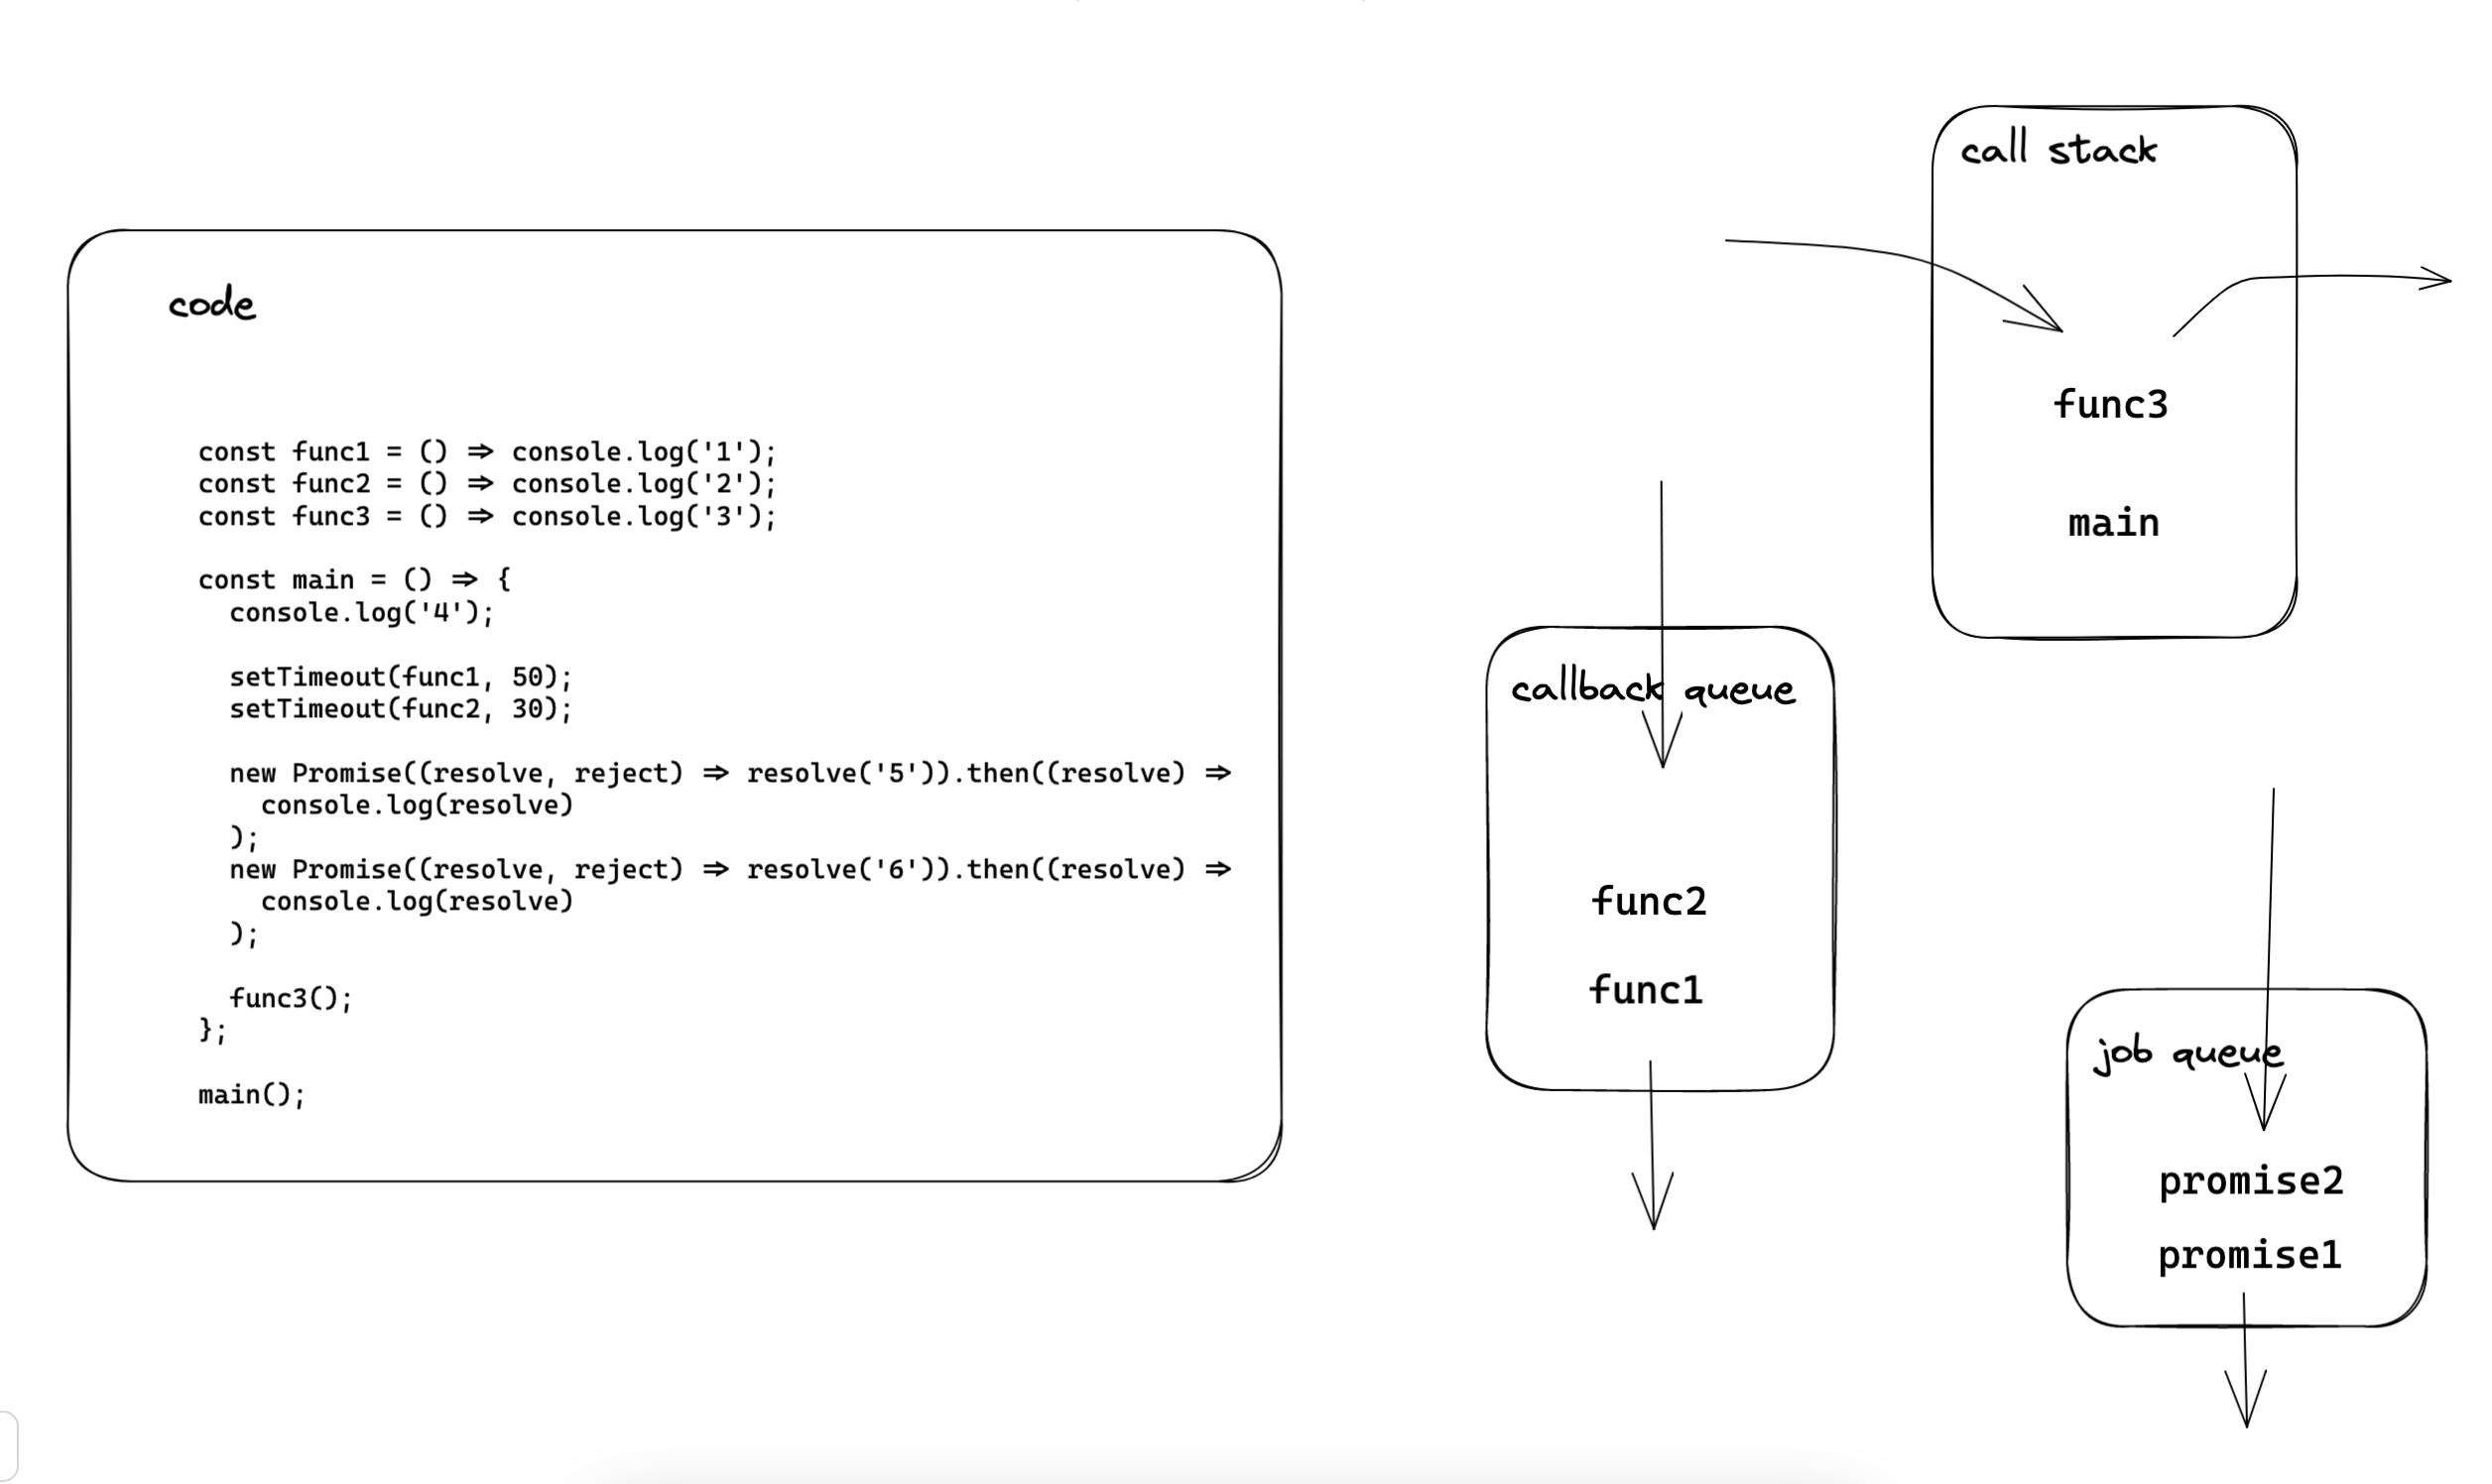 code
const func1 = () => console.log('1');
const func2 = () => console.log('2');
const func3 = () => console.log('3');
const main = () => {
  console.log('4');
  setTimeout(func1, 50);
  setTimeout(func2, 30);
  new Promise((resolve, reject) => resolve('5')).then((resolve) =>
    console.log(resolve)
  );
  new Promise((resolve, reject) => resolve('6')).then((resolve) =>
    console.log(resolve)
  );
  func3();
};
main();
call stack
func3
main
callback queue
func2
func1
job queue
promise2
promise1